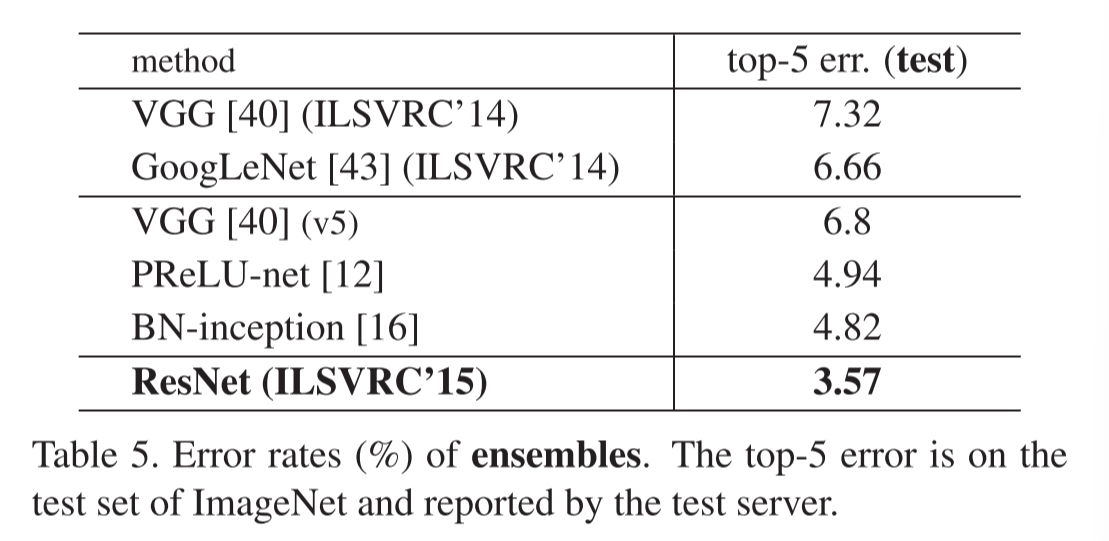 method top-5 err. (test)
VGG [40] (ILSVRC’14) 7.32
GoogLeNet [43] (ILSVRC’14) 6.66
VGG [40] (v5) 6.8
PReLU-net [12] 4.94
BN-inception [16] 4.82
ResNet (ILSVRC’15) 3.57
Table 5. Error rates (%) of ensembles. The top-5 error is on the
test set of ImageNet and reported by the test server.